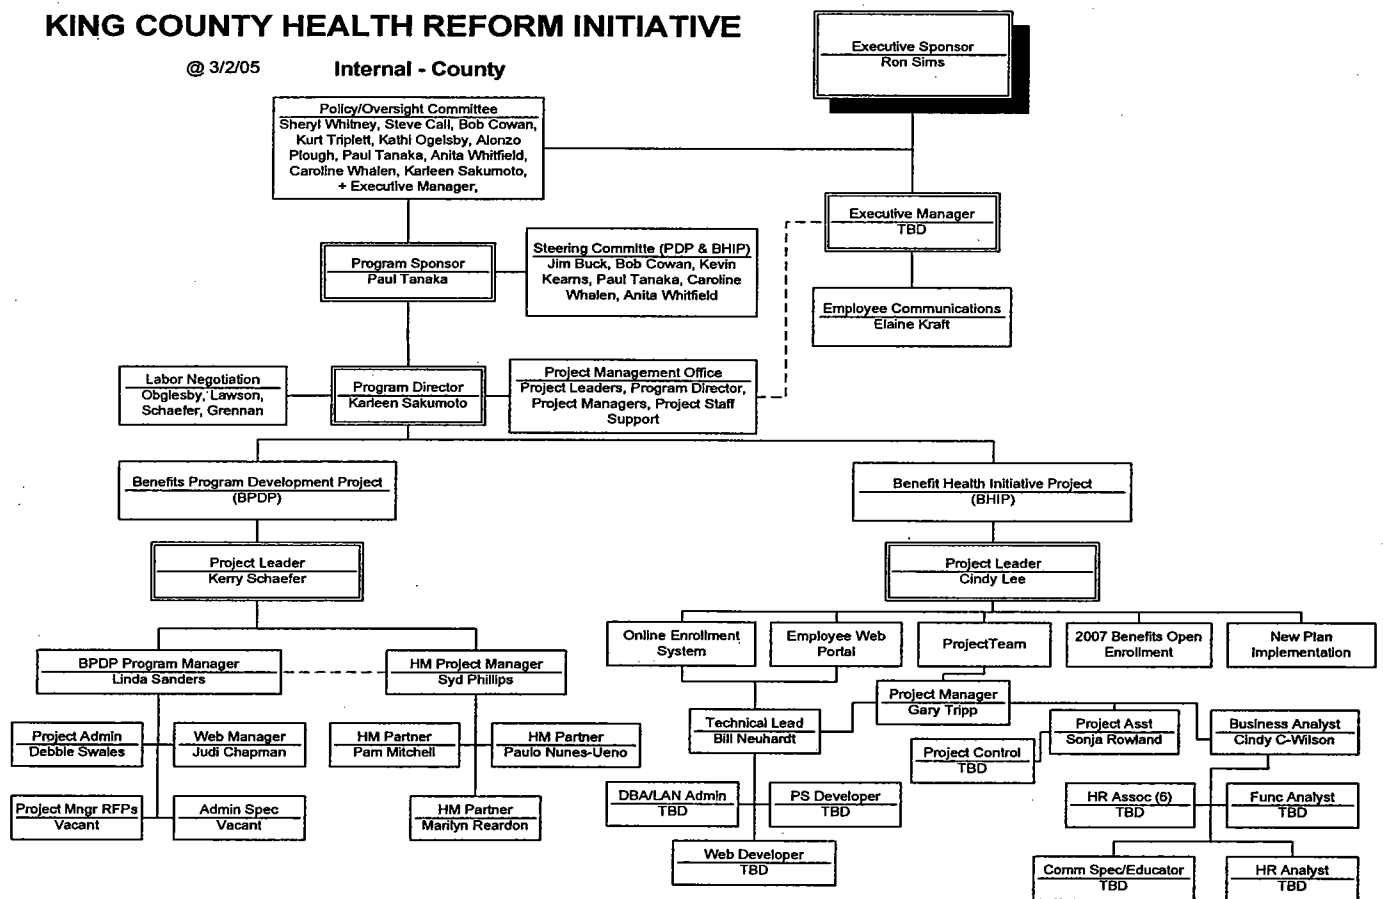 KING COUNTY HEALTH REFORM INITIATIVE
@ 3/2/05
Internal - County
Executive Sponsor
Ron Sims
Policy/Oversight Committee
Sheryl Whitney, Steve Call, Bob Cowan,
Kurt Triplett, Kathi Ogelsby, Alonzo
Plough, Paul Tanaka, Anita Whitfield,
Caroline Whalen, Karleen Sakumoto,
+ Executive Manager,
Executive Manager
TBD
Program Sponsor
Paul Tanaka
Steering Committe (PDP & BHIP)
Jim Buck, Bob Cowan, Kevin
Kearns, Paul Tanaka, Caroline
Whalen, Anita Whitfield
Employee Communications
Elaine Kraft
Labor Negotiation
Obglesby, Lawson,
Schaefer, Grennan
Program Director
Karleen Sakumoto
Project Management Office
Project Leaders, Program Director,
Project Managers, Project Staff
Support
Benefits Program Development Project
(BPDP)
Benefit Health Initiative Project
(BHIP)
Project Leader
Kerry Schaefer
Project Leader
Cindy Lee
Online Enrollment
System
Employee Web
Portal
ProjectTeam
2007 Benefits Open
Enrollment
New Plan
Implementation
BPDP Program Manager
Linda Sanders
HM Project Manager
Syd Phillips
Project Manager
Gary Tripp
Technical Lead
Bill Neuhardt
Project Asst
Sonja Rowland
Business Analyst
Cindy C-Wilson
Project Admin
Debbie Swales
Web Manager
Judi Chapman
HM Partner
Pam Mitchell
HM Partner
Paulo Nunes-Ueno
Project Control
TBD
Project Mngr RFPs
Vacant
Admin Spec
Vacant
HM Partner
Marilyn Reardon
DBA/LAN Admin
TBD
PS Developer
TBD
HR Assoc (6)
TBD
Func Analyst
TBD
Web Developer
TBD
Comm Spec/Educator
TBD
HR Analyst
TBD